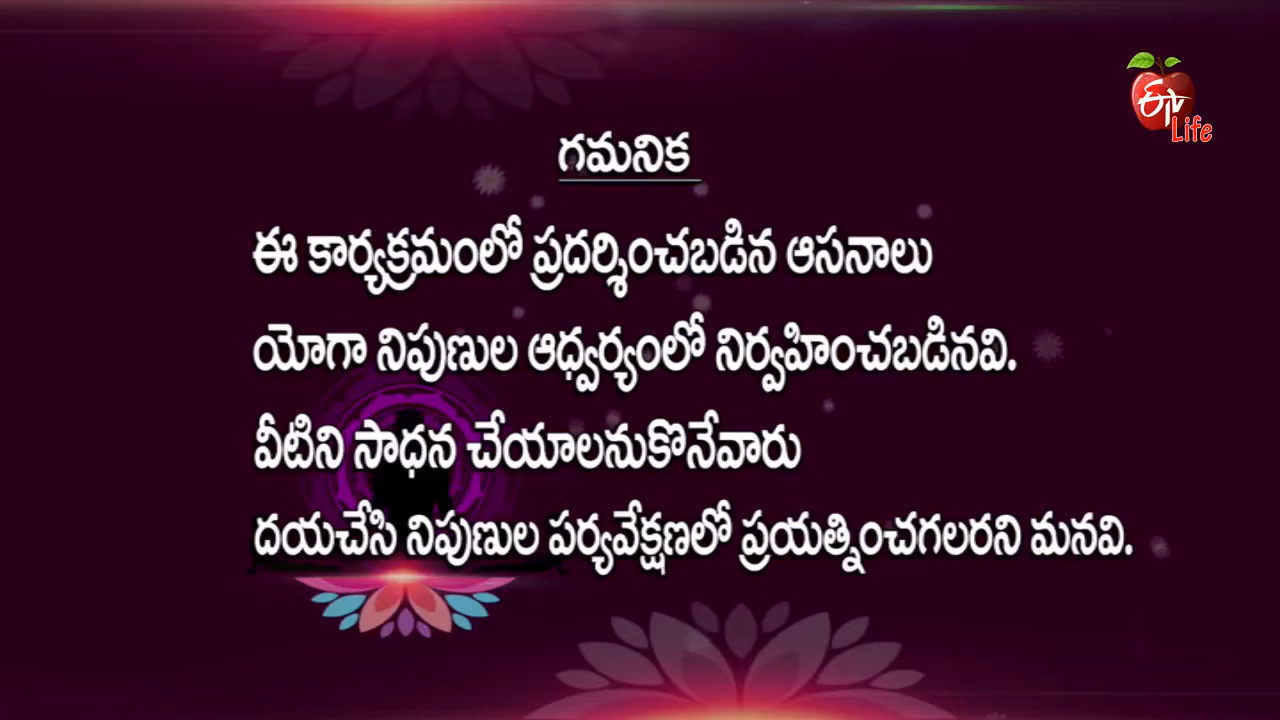 ఈటీవీ
Life
గమనిక
ఈ కార్యక్రమంలో ప్రదర్శించబడిన ఆసనాలు
యోగా నిపుణుల ఆధ్వర్యంలో నిర్వహించబడినవి.
వీటిని సాధన చేయాలనుకొనేవారు
దయచేసి నిపుణుల పర్యవేక్షణలో ప్రయత్నించగలరని మనవి.